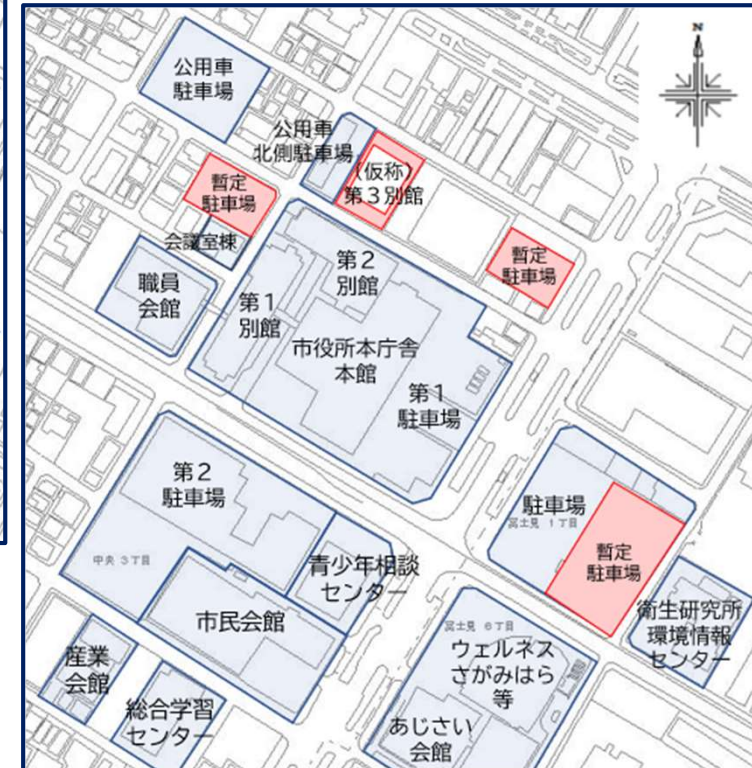 N
公用車
駐車場
公用車
北側駐車場
(仮称)
第3別館
暫定
駐車場
会議室棟
暫定
駐車場
職員
会館
第2
別館
第1
別館
市役所本庁舎
本館
第1
駐車場
第2
駐車場
中央 3丁目
駐車場
富士見 1丁目
暫定
駐車場
青少年相談
センター
市民会館
富士見 6丁目
ウェルネス
さがみはら
等
衛生研究所
環境情報
センター
産業
会館
総合学習
センター
あじさい
会館